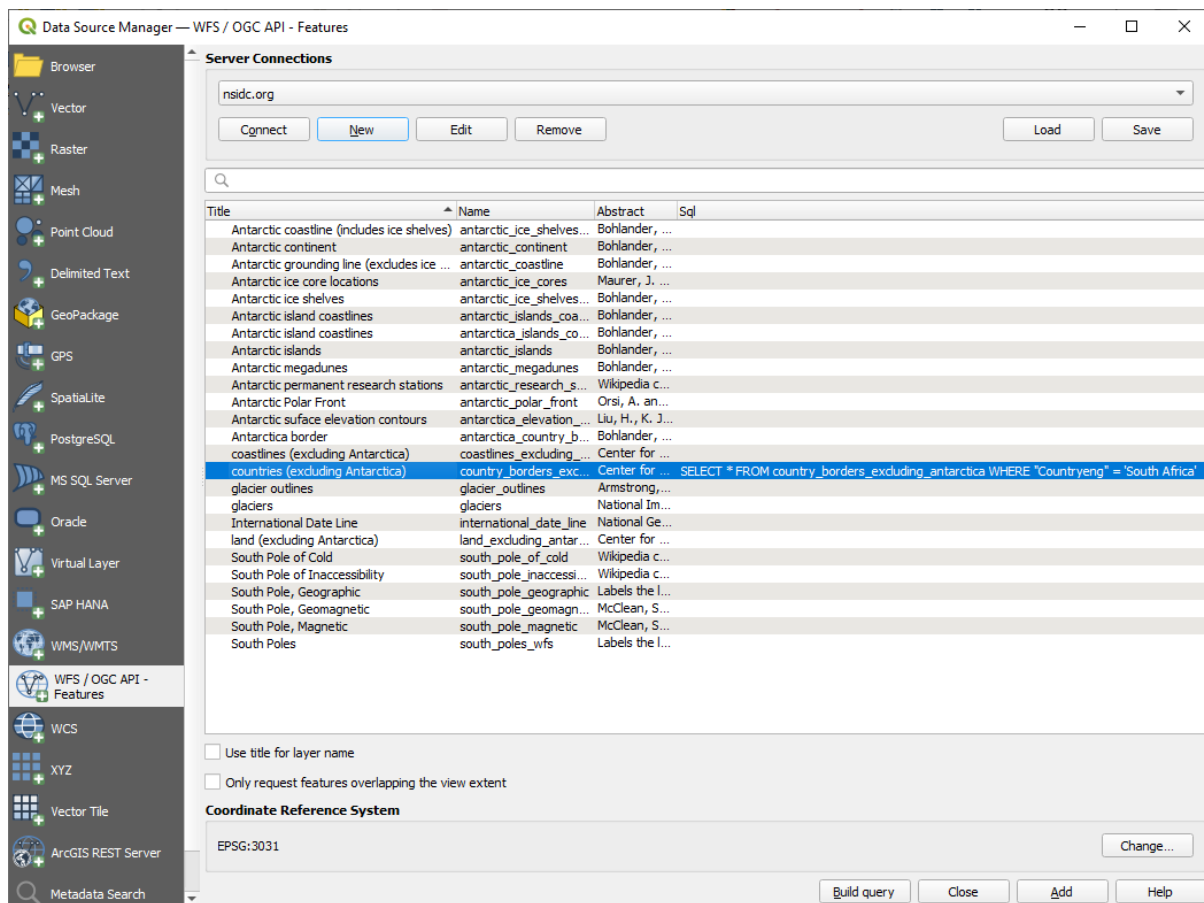 Data Source Manager — WFS / OGC API - Features
Browser
Vector
Raster
Mesh
Point Cloud
Delimited Text
GeoPackage
GPS
SpatiaLite
PostgreSQL
MS SQL Server
Oracle
Virtual Layer
SAP HANA
WMS/WMTS
WFS / OGC API -
Features
WCS
XYZ
Vector Tile
ArcGIS REST Server
Metadata Search
Server Connections
nsidc.org
Connect New Edit Remove Load Save
Title Name Abstract Sql
Antarctic coastline (includes ice shelves) antarctic_ice_shelves... Bohlander, ...
Antarctic continent antarctic_continent Bohlander, ...
Antarctic grounding line (excludes ice ... antarctic_coastline Bohlander, ...
Antarctic ice core locations antarctic_ice_cores Maurer, J. ...
Antarctic ice shelves antarctic_ice_shelves... Bohlander, ...
Antarctic island coastlines antarctic_islands_coa... Bohlander, ...
Antarctic island coastlines antarctica_islands_co... Bohlander, ...
Antarctic islands antarctic_islands Bohlander, ...
Antarctic megadunes antarctic_megadunes Bohlander, ...
Antarctic permanent research stations antarctic_research_s... Wikipedia c...
Antarctic Polar Front antarctic_polar_front Orsi, A. an...
Antarctic suface elevation contours antarctica_elevation_... Liu, H., K. J...
Antarctica border antarctica_country_b... Bohlander, ...
coastlines (excluding Antarctica) coastlines_excluding_... Center for ...
countries (excluding Antarctica) country_borders_exc... Center for ... SELECT * FROM country_borders_excluding_antarctica WHERE "Countryeng" = 'South Africa'
glacier outlines glacier_outlines Armstrong,...
glaciers glaciers National Im...
International Date Line international_date_line National Ge...
land (excluding Antarctica) land_excluding_antar... Center for ...
South Pole of Cold south_pole_of_cold Wikipedia c...
South Pole of Inaccessibility south_pole_inaccessi... Wikipedia c...
South Pole, Geographic south_pole_geographic Labels the l...
South Pole, Geomagnetic south_pole_geomagn... McClean, S...
South Pole, Magnetic south_pole_magnetic McClean, S...
South Poles south_poles_wfs Labels the l...
Use title for layer name
Only request features overlapping the view extent
Coordinate Reference System
EPSG:3031 Change...
Build query Close Add Help